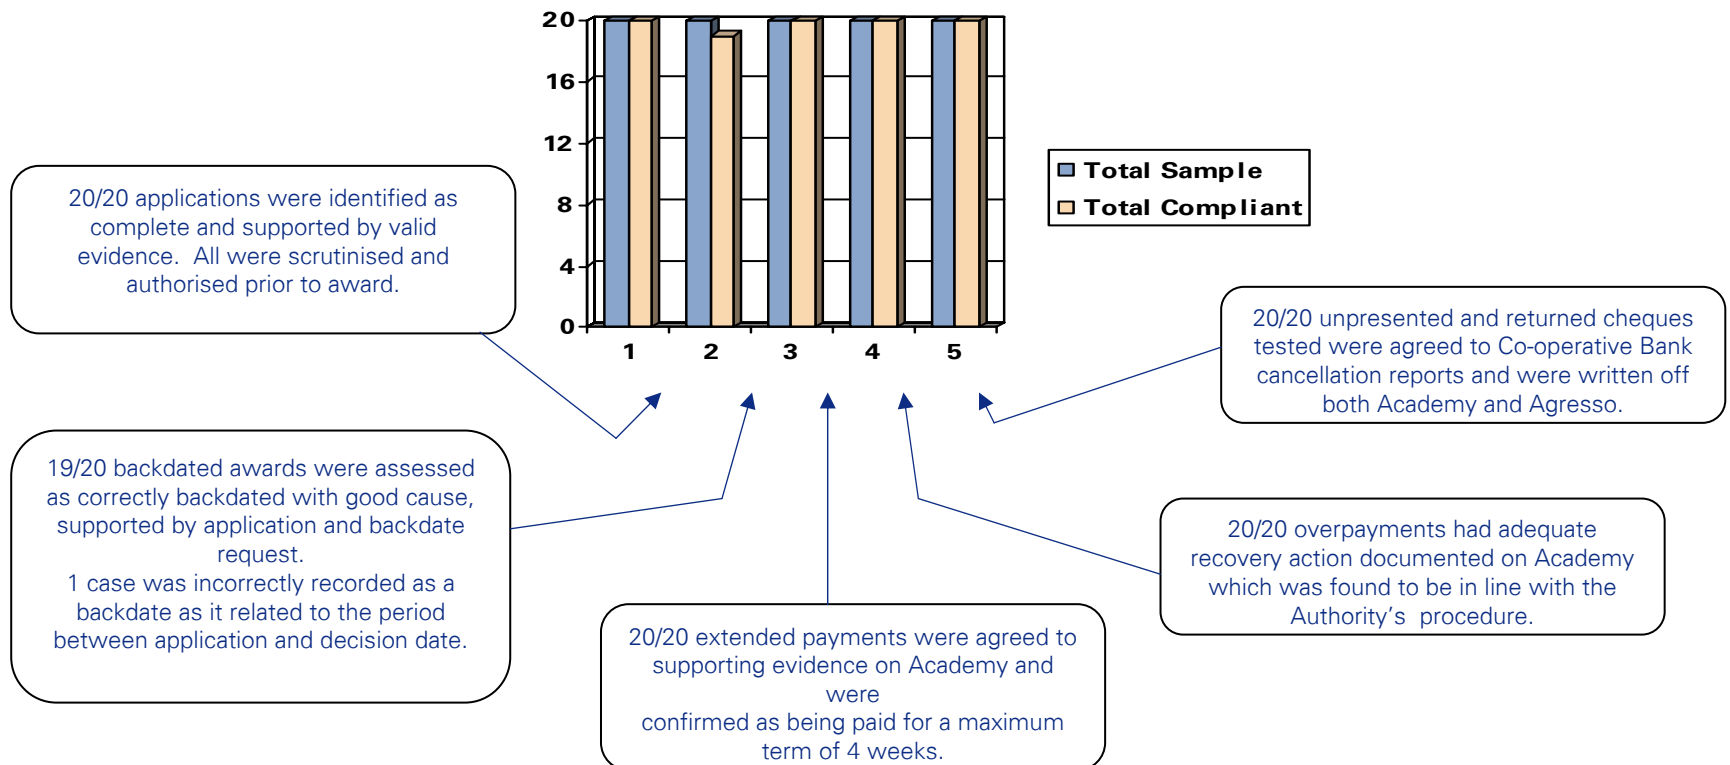 20
16
12
8
4
0
1 2 3 4 5
Total Sample
Total Compliant
20/20 applications were identified as
complete and supported by valid
evidence. All were scrutinised and
authorised prior to award.
19/20 backdated awards were assessed
as correctly backdated with good cause,
supported by application and backdate
request.
1 case was incorrectly recorded as a
backdate as it related to the period
between application and decision date.
20/20 extended payments were agreed to
supporting evidence on Academy and
were
confirmed as being paid for a maximum
term of 4 weeks.
20/20 overpayments had adequate
recovery action documented on Academy
which was found to be in line with the
Authority’s procedure.
20/20 unpresented and returned cheques
tested were agreed to Co-operative Bank
cancellation reports and were written off
both Academy and Agresso.